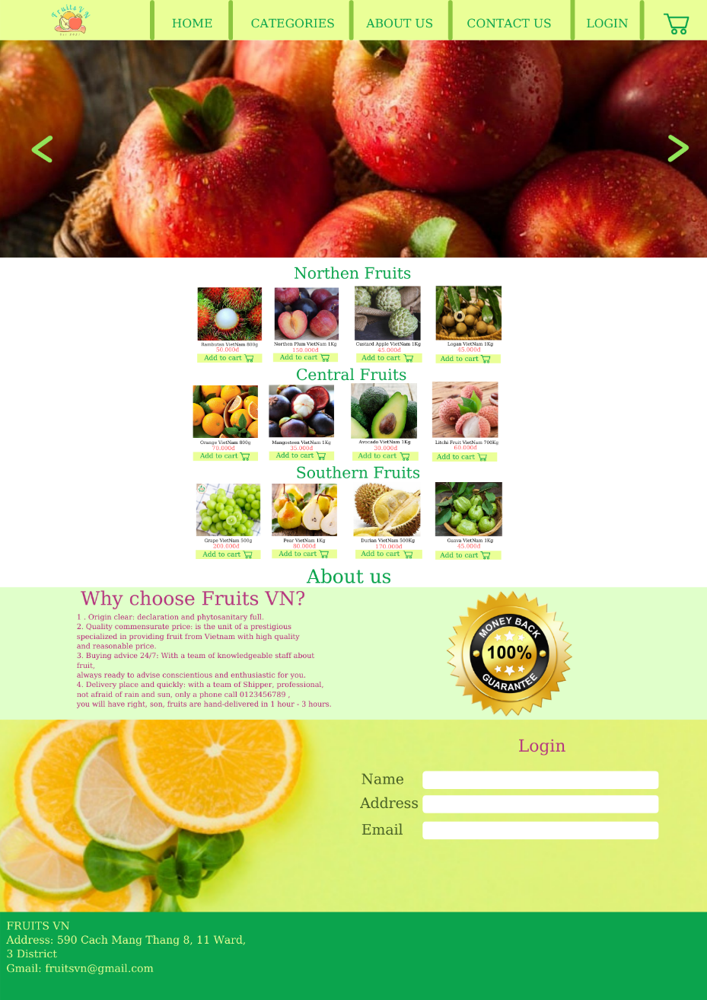 Fruits VN
HOME
CATEGORIES
ABOUT US
CONTACT US
LOGIN
Northen Fruits
Rambutan VietNam 800g
50.000đ
Add to cart
Northen Plum VietNam 1Kg
150.000đ
Add to cart
Custard Apple VietNam 1Kg
45.000đ
Add to cart
Logan VietNam 1Kg
45.000đ
Add to cart
Central Fruits
Orange VietNam 800g
70.000đ
Add to cart
Mangosteen VietNam 1Kg
35.000đ
Add to cart
Avocado VietNam 1Kg
30.000đ
Add to cart
Litchi Fruit VietNam 700Kg
60.000đ
Add to cart
Southern Fruits
Grape VietNam 500g
200.000đ
Add to cart
Pear VietNam 1Kg
80.000đ
Add to cart
Durian VietNam 500Kg
170.000đ
Add to cart
Guava VietNam 1Kg
45.000đ
Add to cart
About us
Why choose Fruits VN?
1 . Origin clear: declaration and phytosanitary full.
2. Quality commensurate price: is the unit of a prestigious
specialized in providing fruit from Vietnam with high quality
and reasonable price.
3. Buying advice 24/7: With a team of knowledgeable staff about
fruit,
always ready to advise conscientious and enthusiastic for you.
4. Delivery place and quickly: with a team of Shipper, professional,
not afraid of rain and sun, only a phone call 0123456789 ,
you will have right, son, fruits are hand-delivered in 1 hour - 3 hours.
MONEY BACK
100%
GUARANTEE
Login
Name
Address
Email
FRUITS VN
Address: 590 Cach Mang Thang 8, 11 Ward,
3 District
Gmail: fruitsvn@gmail.com